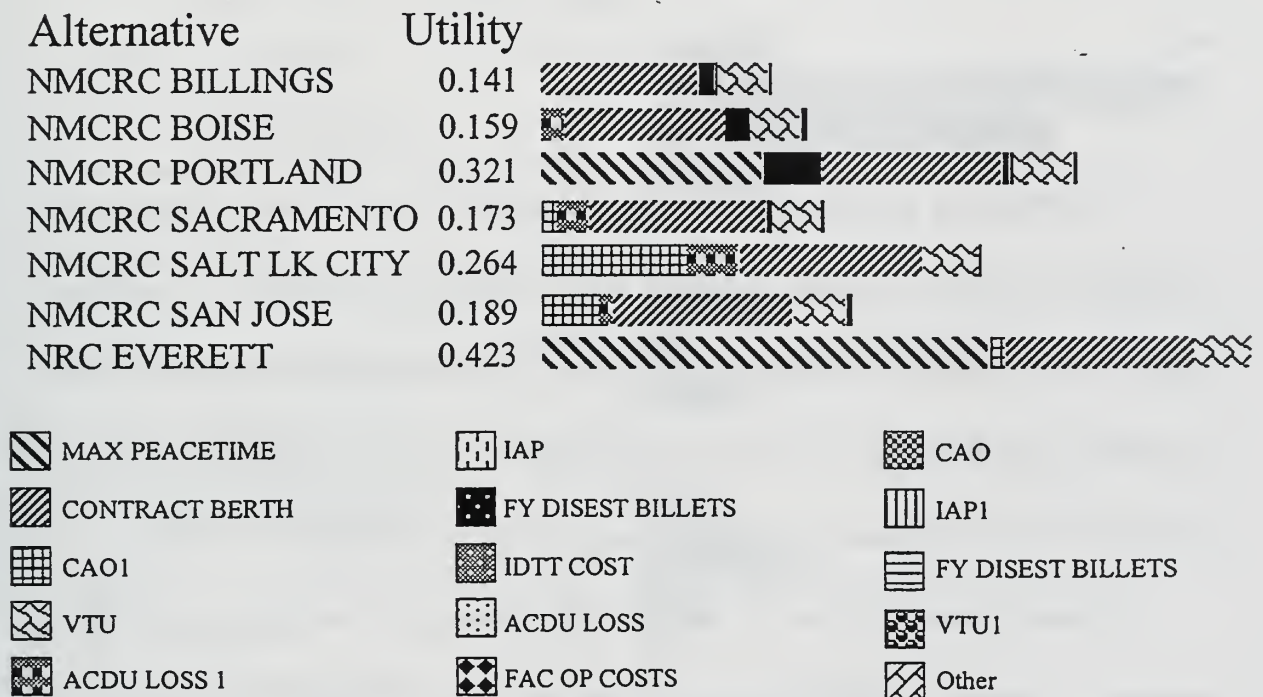 Alternative Utility
NMCRC BILLINGS 0.141
NMCRC BOISE 0.159
NMCRC PORTLAND 0.321
NMCRC SACRAMENTO 0.173
NMCRC SALT LK CITY 0.264
NMCRC SAN JOSE 0.189
NRC EVERETT 0.423
MAX PEACETIME IAP CAO
CONTRACT BERTH FY DISEST BILLETS IAP1
CAO1 IDTT COST FY DISEST BILLETS
VTU ACDU LOSS VTU1
ACDU LOSS 1 FAC OP COSTS Other